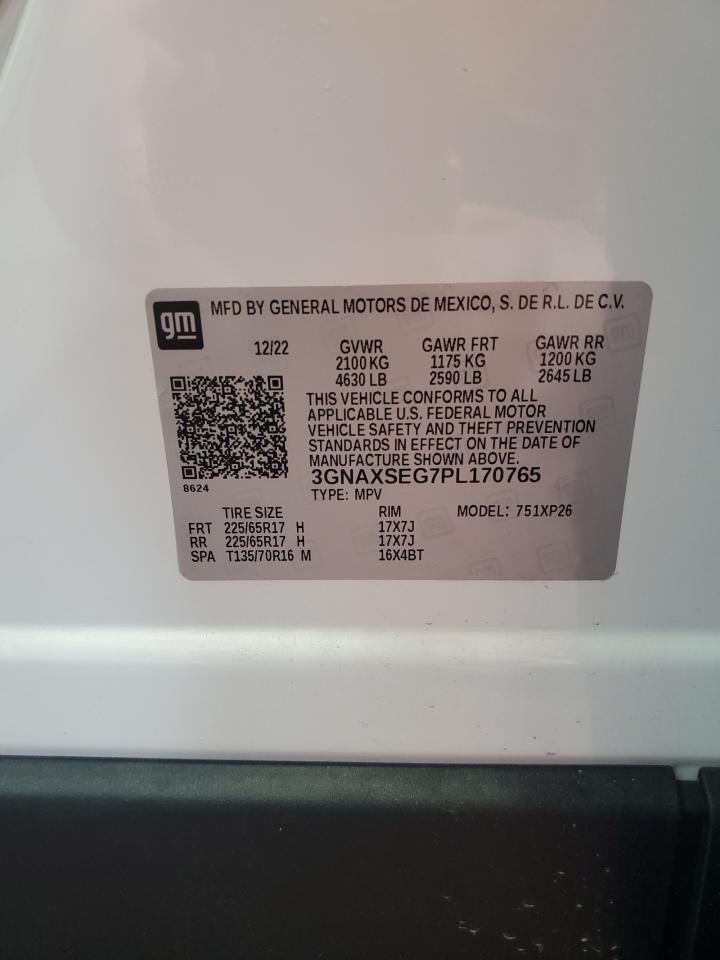 gm
MFD BY GENERAL MOTORS DE MEXICO, S. DE R.L. DE C.V.
12/22 GVWR GAWR FRT GAWR RR
2100 KG 1175 KG 1200 KG
4630 LB 2590 LB 2645 LB
THIS VEHICLE CONFORMS TO ALL
APPLICABLE U.S. FEDERAL MOTOR
VEHICLE SAFETY AND THEFT PREVENTION
STANDARDS IN EFFECT ON THE DATE OF
MANUFACTURE SHOWN ABOVE.
3GNAXSEG7PL170765
8624
TYPE: MPV
TIRE SIZE RIM MODEL: 751XP26
FRT 225/65R17 H 17X7J
RR 225/65R17 H 17X7J
SPA T135/70R16 M 16X4BT